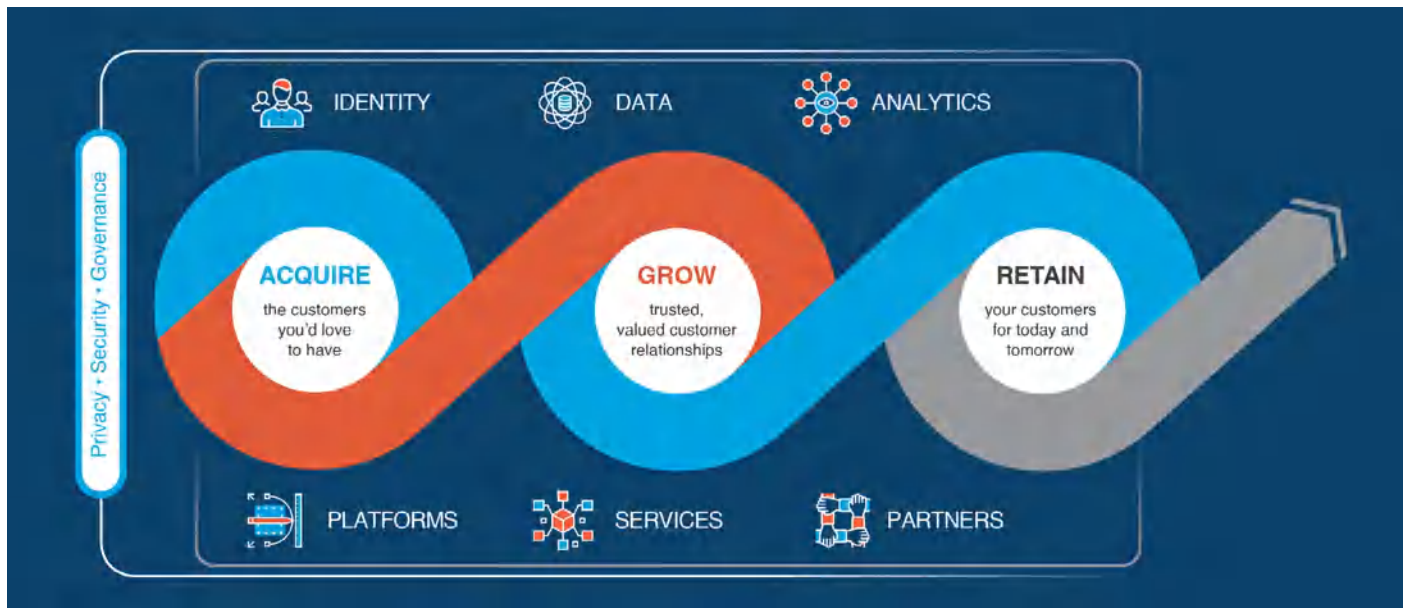 Privacy • Security • Governance
IDENTITY
DATA
ANALYTICS
ACQUIRE
the customers
you'd love
to have
GROW
trusted,
valued customer
relationships
RETAIN
your customers
for today and
tomorrow
PLATFORMS
SERVICES
PARTNERS